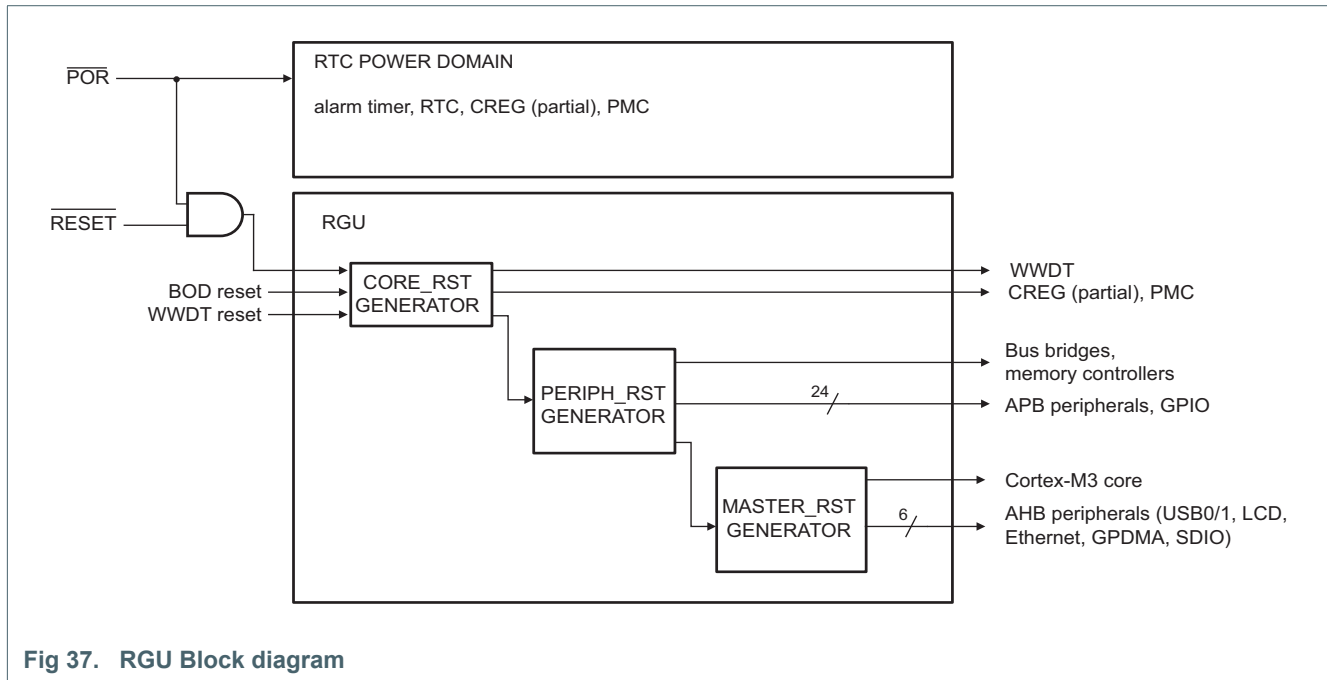 RTC POWER DOMAIN
POR
alarm timer, RTC, CREG (partial), PMC
RESET
RGU
CORE_RST
GENERATOR
BOD reset
WWDT reset
WWDT
CREG (partial), PMC
PERIPH_RST
GENERATOR
Bus bridges,
memory controllers
24
APB peripherals, GPIO
MASTER_RST
GENERATOR
Cortex-M3 core
6
AHB peripherals (USB0/1, LCD,
Ethernet, GPDMA, SDIO)
Fig 37. RGU Block diagram